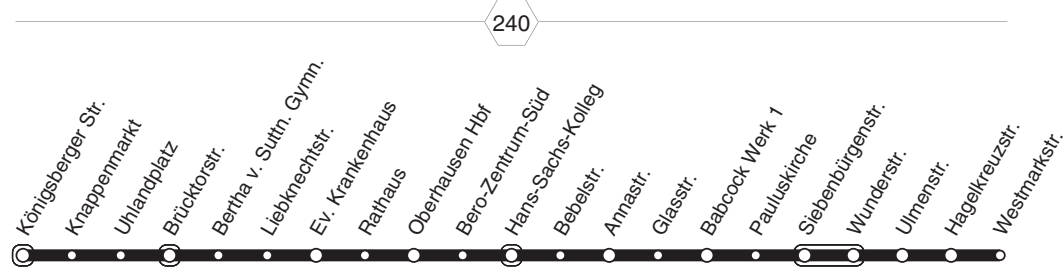 240
Königsberger Str.
Knappenmarkt
Uhlandplatz
Brücktorstr.
Bertha v. Suttn. Gymn.
Liebknechtstr.
Ev. Krankenhaus
Rathaus
Oberhausen Hbf
Bero-Zentrum-Süd
Hans-Sachs-Kolleg
Bebelstr.
Annastr.
Glasstr.
Babcock Werk 1
Pauluskirche
Siebenbürgenstr.
Wunderstr.
Ulmenstr.
Hagelkreuzstr.
Westmarkstr.